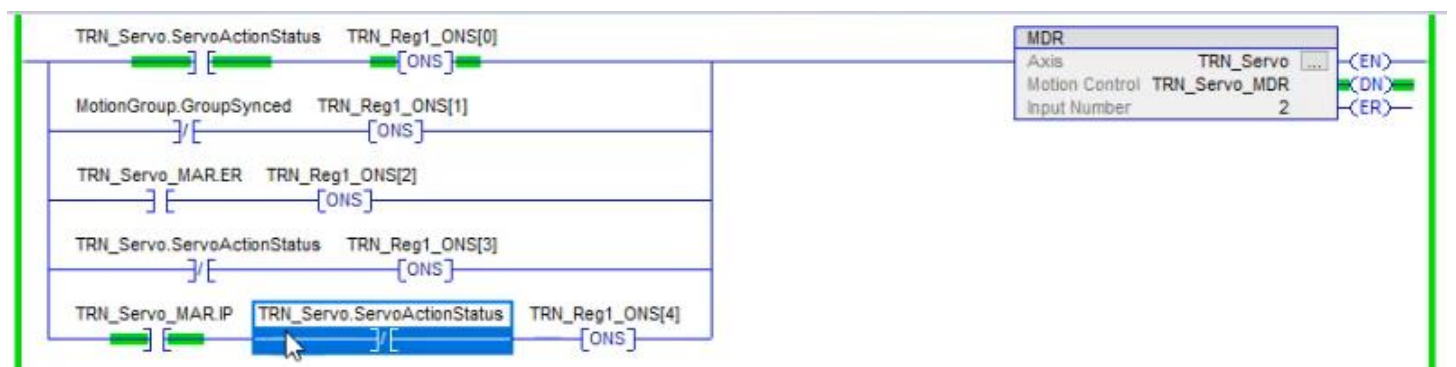 TRN_Servo.ServoActionStatus TRN_Reg1_ONS[0]
ONS
MotionGroup.GroupSynced TRN_Reg1_ONS[1]
ONS
TRN_Servo_MAR.ER TRN_Reg1_ONS[2]
ONS
TRN_Servo.ServoActionStatus TRN_Reg1_ONS[3]
ONS
TRN_Servo_MAR.IP TRN_Servo.ServoActionStatus TRN_Reg1_ONS[4]
ONS
MDR
Axis TRN_Servo ... EN
Motion Control TRN_Servo_MDR DN
Input Number 2 ER